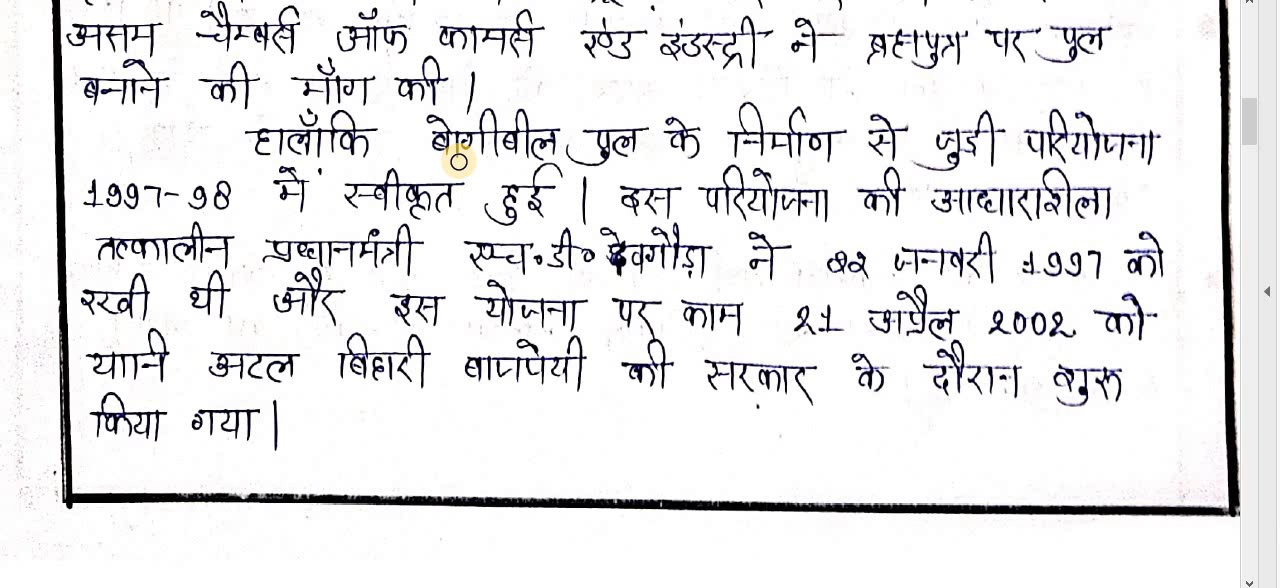 असम चैम्बर्स ऑफ कामर्स एंड इंडस्ट्री ने ब्रह्मपुत्र पर पुल
बनाने की माँग की |
हालाँकि बोगीबील पुल के निर्माण से जुडी परियोजना
1997-98 में स्वीकृत हुई | इस परियोजना की आधारशिला
तत्कालीन प्रधानमंत्री एच.डी॰ देवगौड़ा ने 22 जनवरी 1997 को
रखी थी और इस योजना पर काम 21 अप्रैल 2002 को
यानि अटल बिहारी बाजपेयी की सरकार के दौरान शुरू
किया गया |